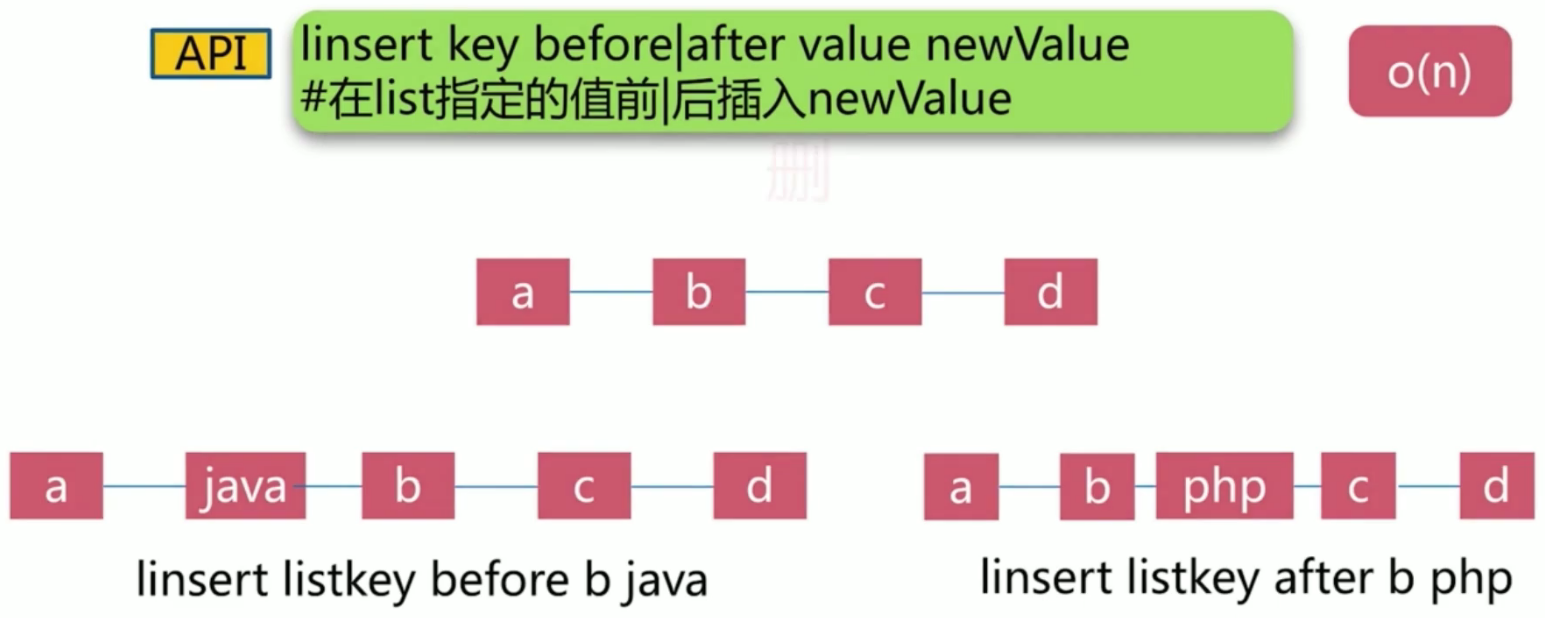 API
linsert key before|after value newValue
#在list指定的值前|后插入newValue
o(n)
删
a b c d
a java b c d
a b php c d
linsert listkey before b java
linsert listkey after b php